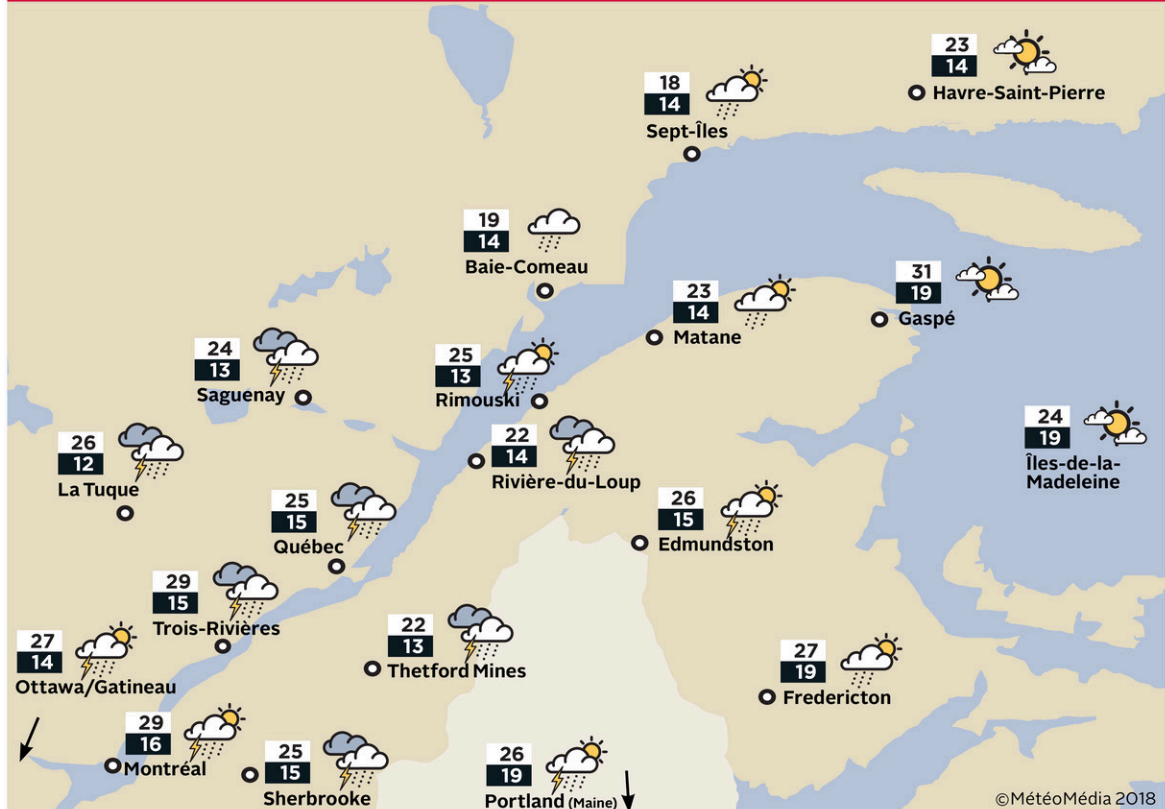 23
14
Havre-Saint-Pierre
18
14
Sept-Îles
19
14
Baie-Comeau
31
19
Gaspé
23
14
Matane
24
13
Saguenay
25
13
Rimouski
24
19
Îles-de-la-
Madeleine
26
12
La Tuque
22
14
Rivière-du-Loup
25
15
Québec
26
15
Edmundston
29
15
Trois-Rivières
27
14
Ottawa/Gatineau
22
13
Thetford Mines
27
19
Fredericton
29
16
Montréal
25
15
Sherbrooke
26
19
Portland (Maine)
©MétéoMédia 2018